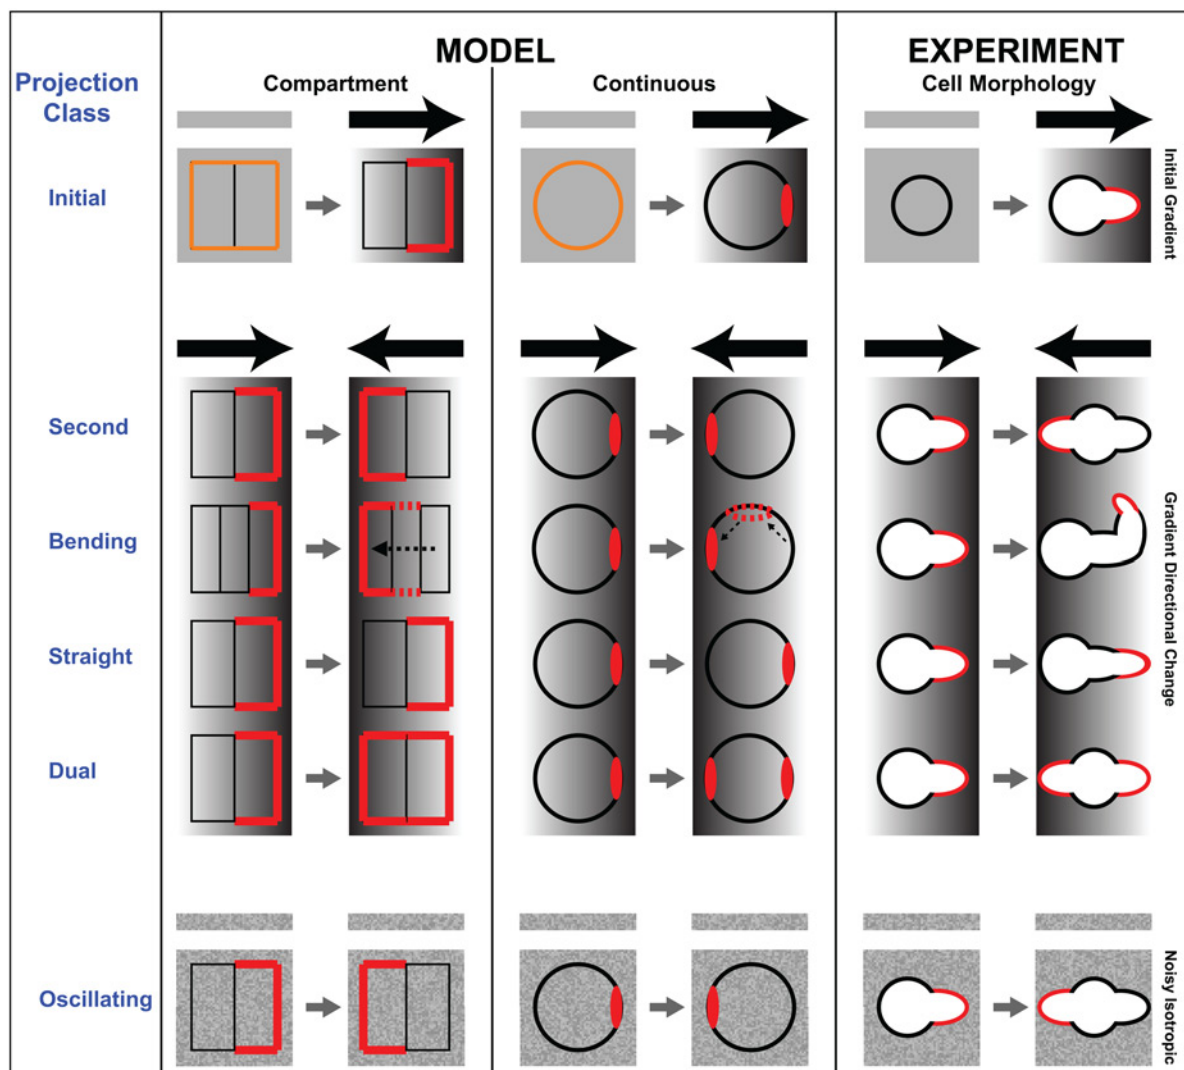 MODEL
EXPERIMENT
Projection
Class
Compartment
Continuous
Cell Morphology
Initial
Initial Gradient
Second
Bending
Straight
Dual
Gradient Directional Change
Oscillating
Noisy Isotropic